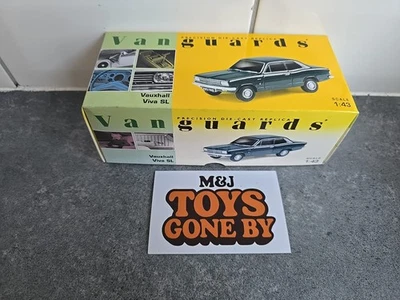 Vanguards
PRECISION DIE-CAST REPLICA
Vauxhall
Viva SL
SCALE
1:43
Vanguards
PRECISION DIE-CAST REPLICA
Vauxhall
Viva SL
SCALE
1:43
M&J
TOYS
GONE BY